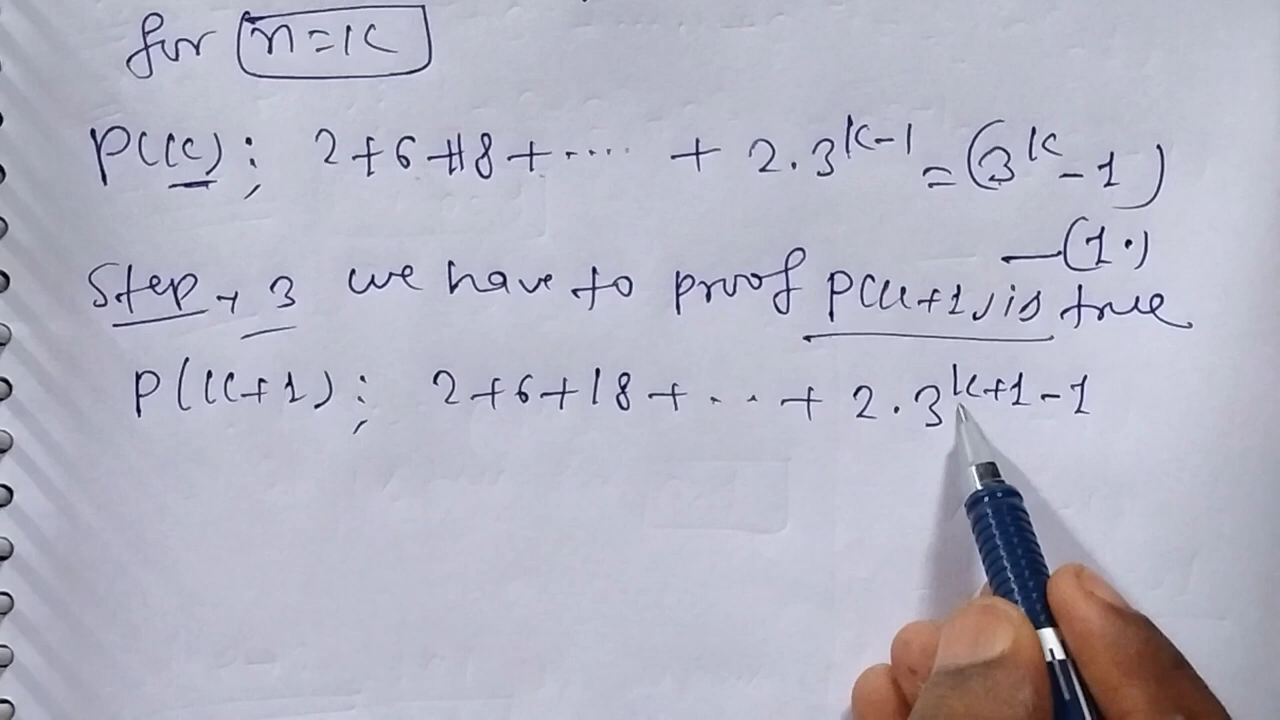 for n=k
P(k); 2+6+18+.... + 2.3^k-1 = (3^k - 1)
—(1.)
Step → 3 we have to proof P(k+1) is true
P(k+1); 2+6+18+...+ 2.3^k+1-1